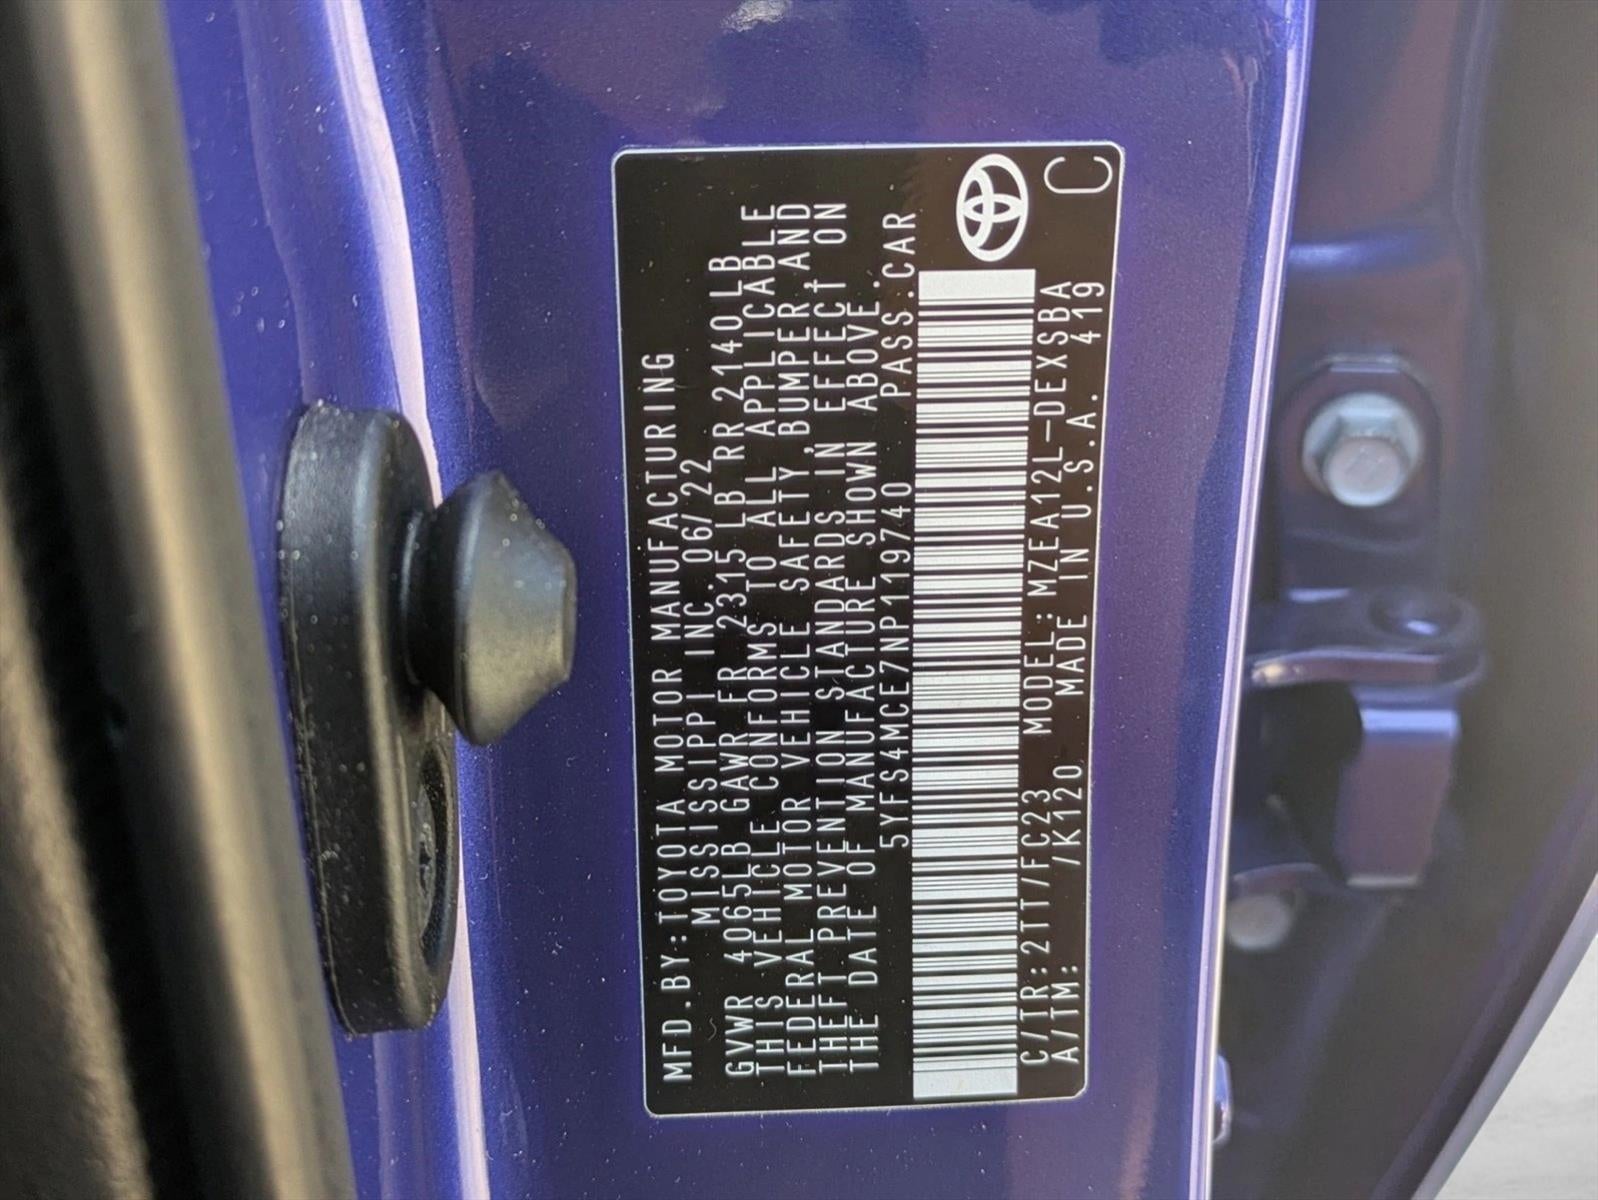 MFD.BY:TOYOTA MOTOR MANUFACTURING
MISSISSIPPI INC. 06/22
GVWR 4065LB GAWR FR 2315LB RR 2140LB
THIS VEHICLE CONFORMS TO ALL APPLICABLE
FEDERAL MOTOR VEHICLE SAFETY, BUMPER, AND
THEFT PREVENTION STANDARDS IN EFFECT ON
THE DATE OF MANUFACTURE SHOWN ABOVE.
5YFS4MCE7NP119740 PASS.CAR
C/TR:2TT/FC23 MODEL:MZEA12L-DEXSBA
A/TM: /K120 MADE IN U.S.A. 419
C